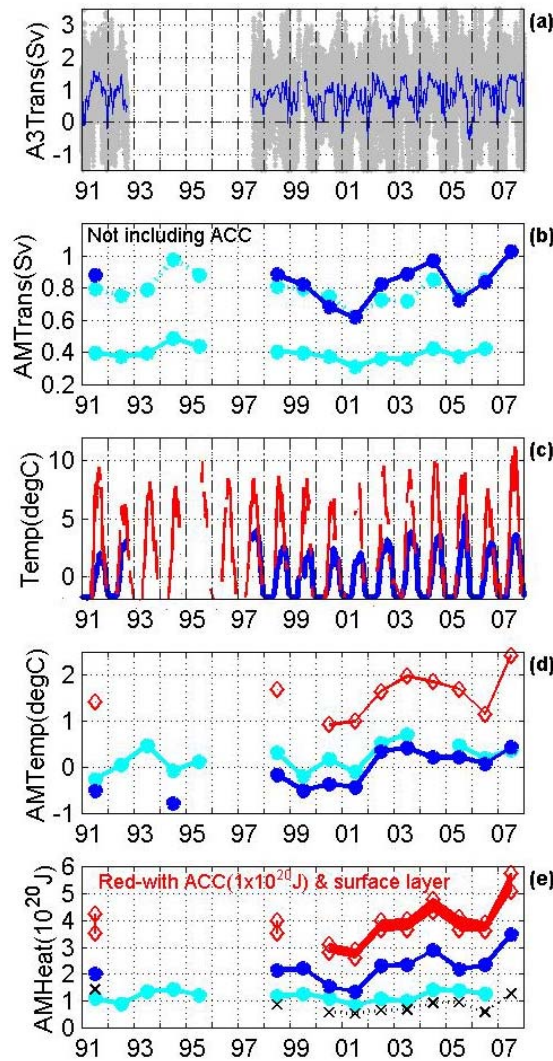 3
2
1
0
-1
A3Trans(Sv)
(a)
91 93 95 97 99 01 03 05 07
Not including ACC
(b)
1
0.8
0.6
0.4
0.2
AMTrans(Sv)
91 93 95 97 99 01 03 05 07
(c)
10
5
0
Temp(degC)
91 93 95 97 99 01 03 05 07
(d)
2
1
0
-1
AMTemp(degC)
91 93 95 97 99 01 03 05 07
Red-with ACC(1x10²⁰J) & surface layer
(e)
6
5
4
3
2
1
0
AMHeat(10²⁰J)
91 93 95 97 99 01 03 05 07